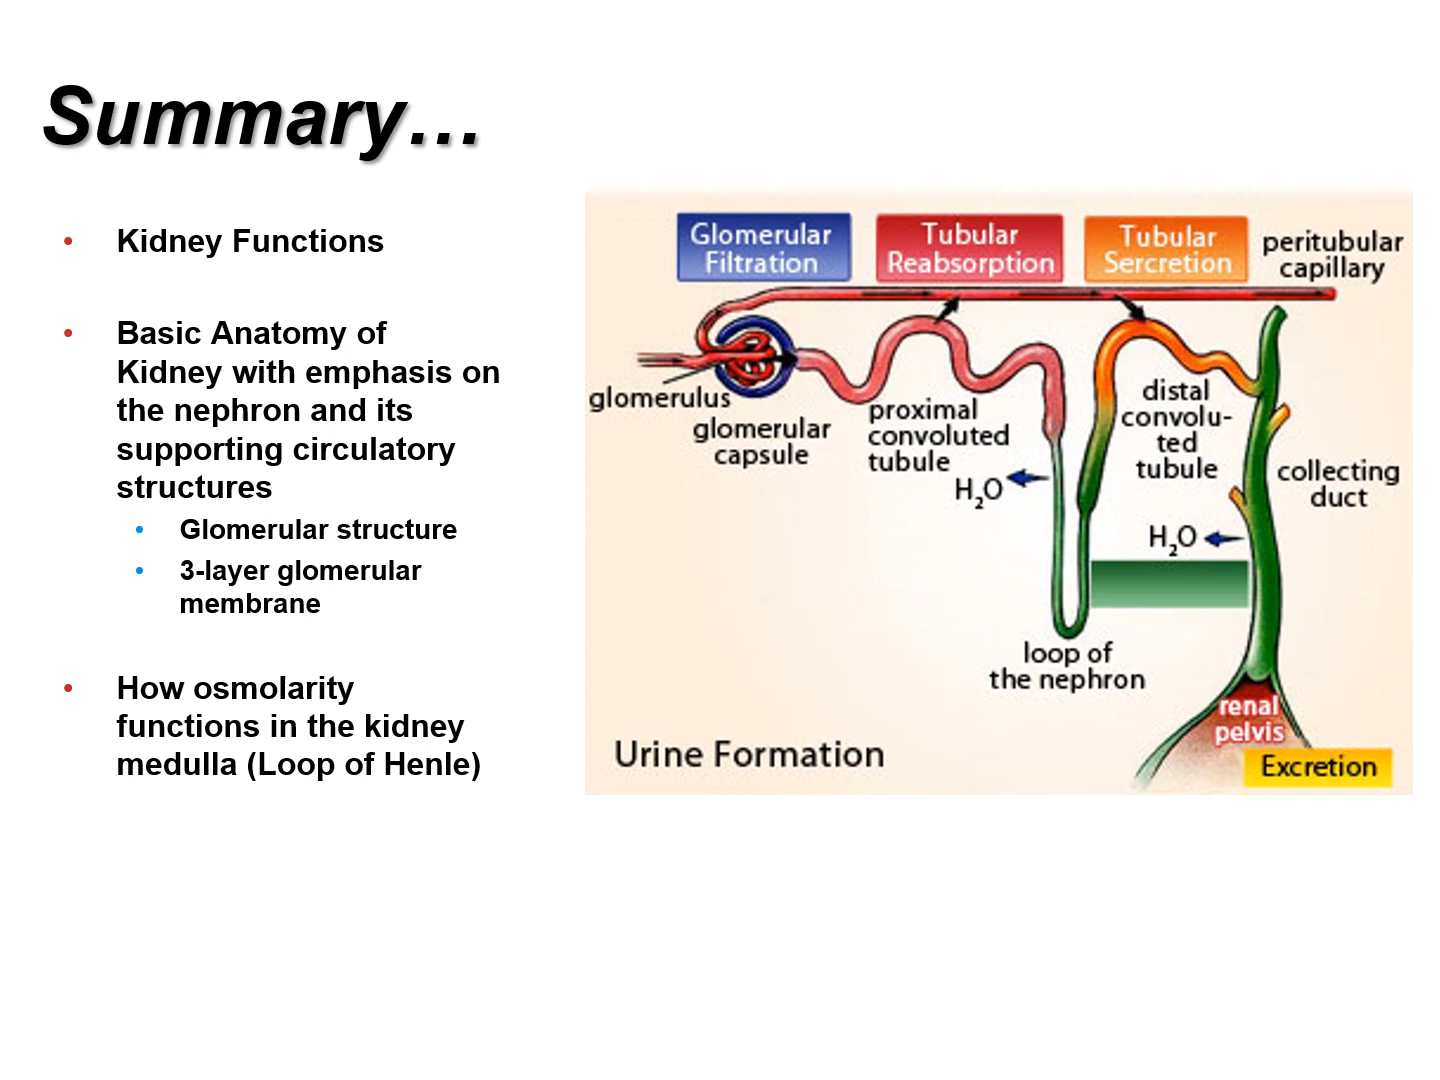 Summary…
• Kidney Functions
• Basic Anatomy of
Kidney with emphasis on
the nephron and its
supporting circulatory
structures
• Glomerular structure
• 3-layer glomerular
membrane
• How osmolarity
functions in the kidney
medulla (Loop of Henle)
Glomerular
Filtration
Tubular
Reabsorption
Tubular
Sercretion
peritubular
capillary
glomerulus
glomerular
capsule
proximal
convoluted
tubule
H₂O
distal
convolu-
ted
tubule
collecting
duct
H₂O
loop of
the nephron
renal
pelvis
Urine Formation
Excretion